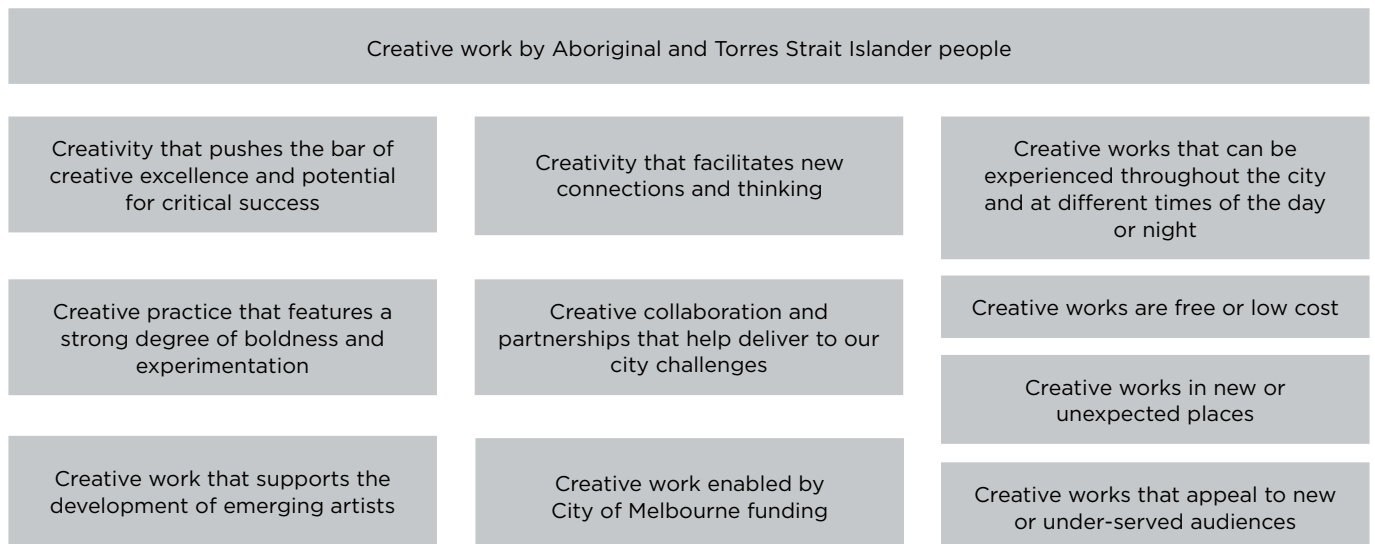 Creative work by Aboriginal and Torres Strait Islander people
Creativity that pushes the bar of
creative excellence and potential
for critical success
Creativity that facilitates new
connections and thinking
Creative works that can be
experienced throughout the city
and at different times of the day
or night
Creative practice that features a
strong degree of boldness and
experimentation
Creative collaboration and
partnerships that help deliver to our
city challenges
Creative works are free or low cost
Creative works in new or
unexpected places
Creative work that supports the
development of emerging artists
Creative work enabled by
City of Melbourne funding
Creative works that appeal to new
or under-served audiences